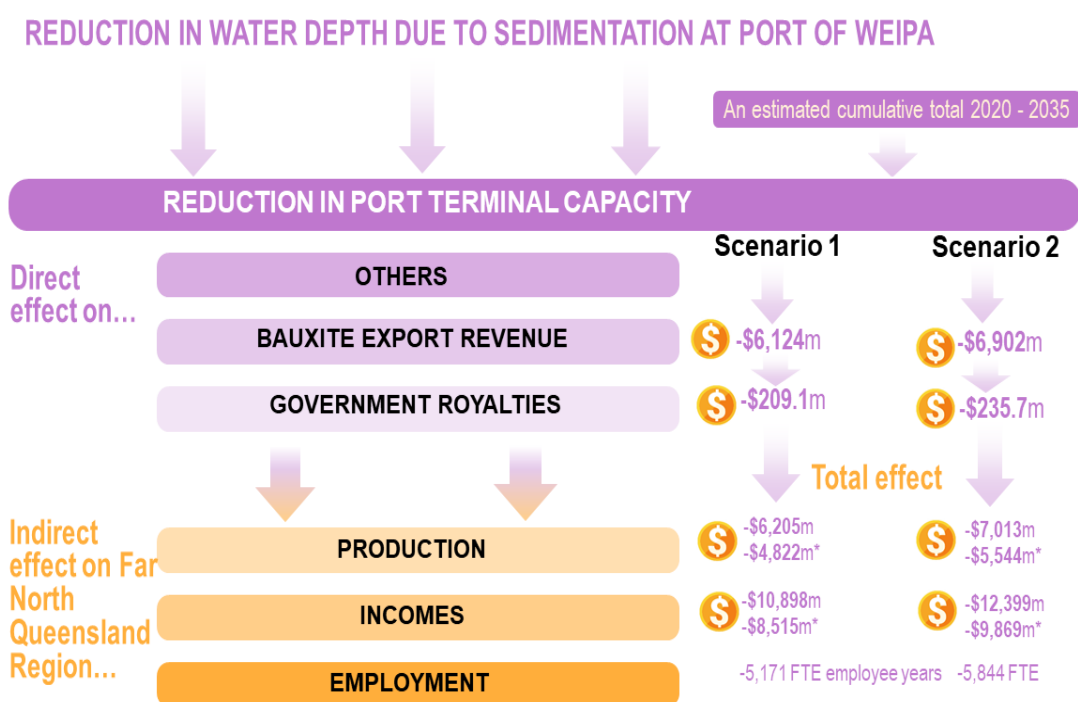 REDUCTION IN WATER DEPTH DUE TO SEDIMENTATION AT PORT OF WEIPA
An estimated cumulative total 2020 - 2035
REDUCTION IN PORT TERMINAL CAPACITY
Scenario 1
Scenario 2
Direct
effect on…
OTHERS
BAUXITE EXPORT REVENUE
$ -$6,124m
$ -$6,902m
GOVERNMENT ROYALTIES
$ -$209.1m
$ -$235.7m
Total effect
Indirect
effect on Far
North
Queensland
Region…
PRODUCTION
$ -$6,205m
-$4,822m*
$ -$7,013m
-$5,544m*
INCOMES
$ -$10,898m
-$8,515m*
$ -$12,399m
-$9,869m*
EMPLOYMENT
-5,171 FTE employee years
-5,844 FTE